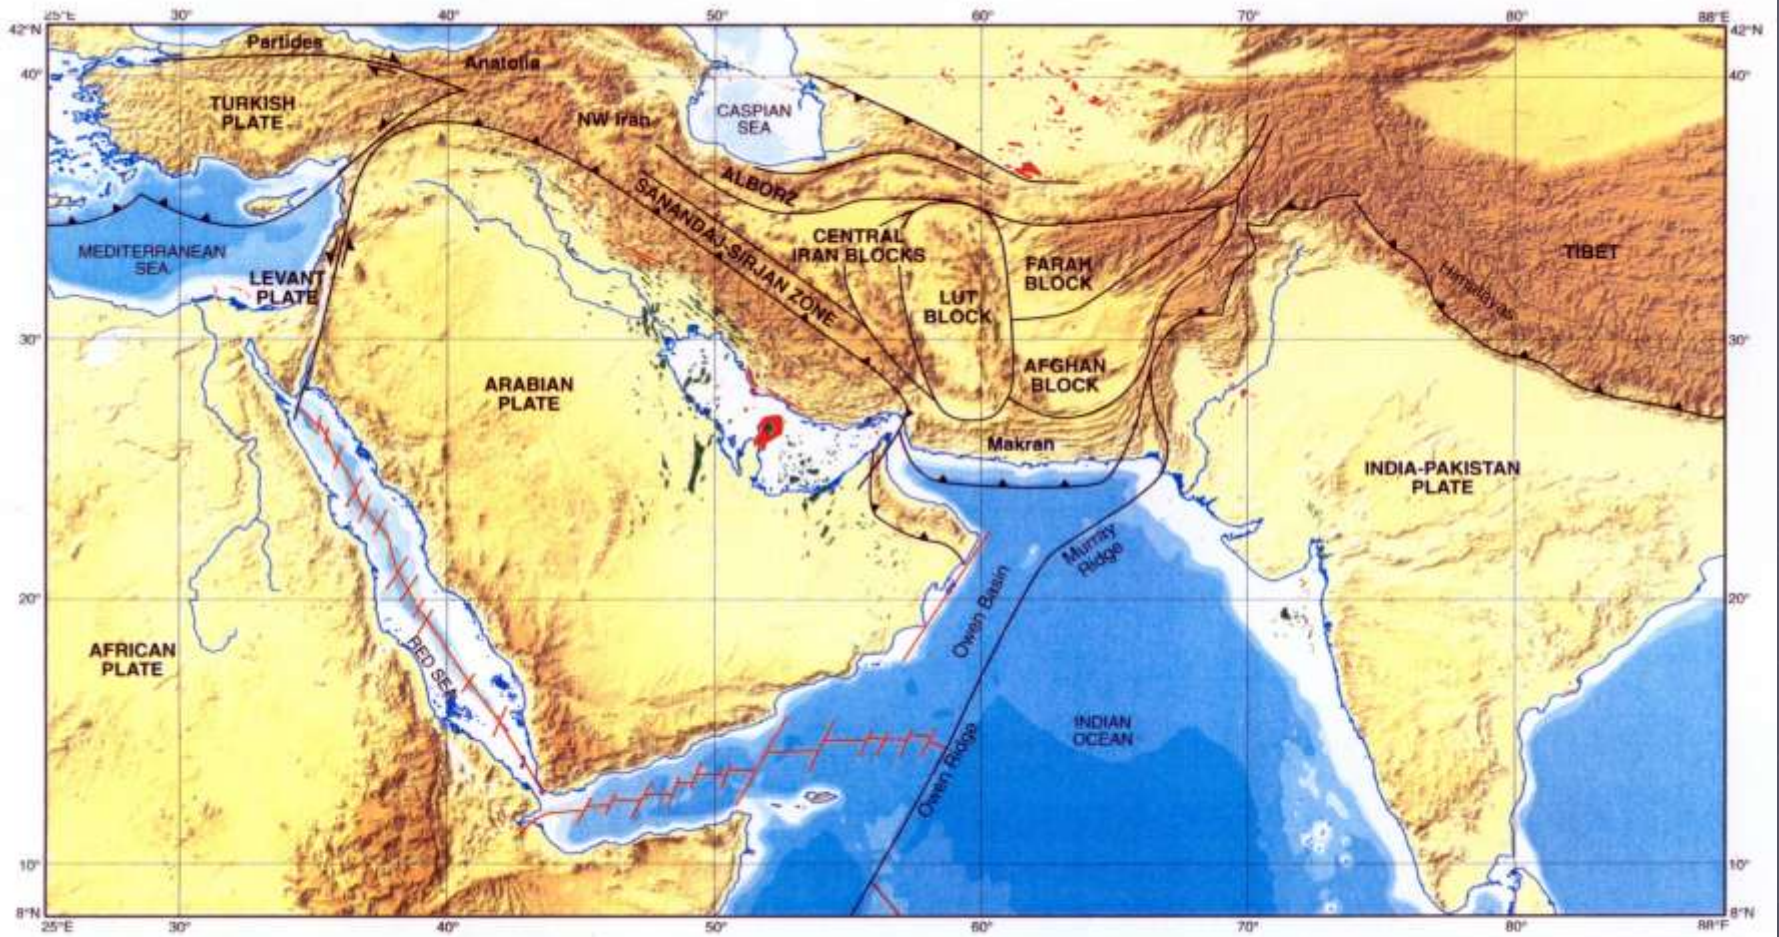 25°E 30° 40° 50° 60° 70° 80° 88°E
42°N 42°N
Partides
Anatolia
40° 40°
TURKISH
PLATE
NW Iran
CASPIAN
SEA
ALBORZ
SANANDAJ-SIRJAN ZONE
CENTRAL
IRAN BLOCKS
MEDITERRANEAN
SEA
LEVANT
PLATE
FARAH
BLOCK
LUT
BLOCK
TIBET
Himalayas
30° 30°
ARABIAN
PLATE
AFGHAN
BLOCK
Makran
INDIA-PAKISTAN
PLATE
Murray
Ridge
Owen Basin
20° 20°
AFRICAN
PLATE
RED SEA
INDIAN
OCEAN
Owen Ridge
10° 10°
8°N 8°N
25°E 30° 40° 50° 60° 70° 80° 88°E